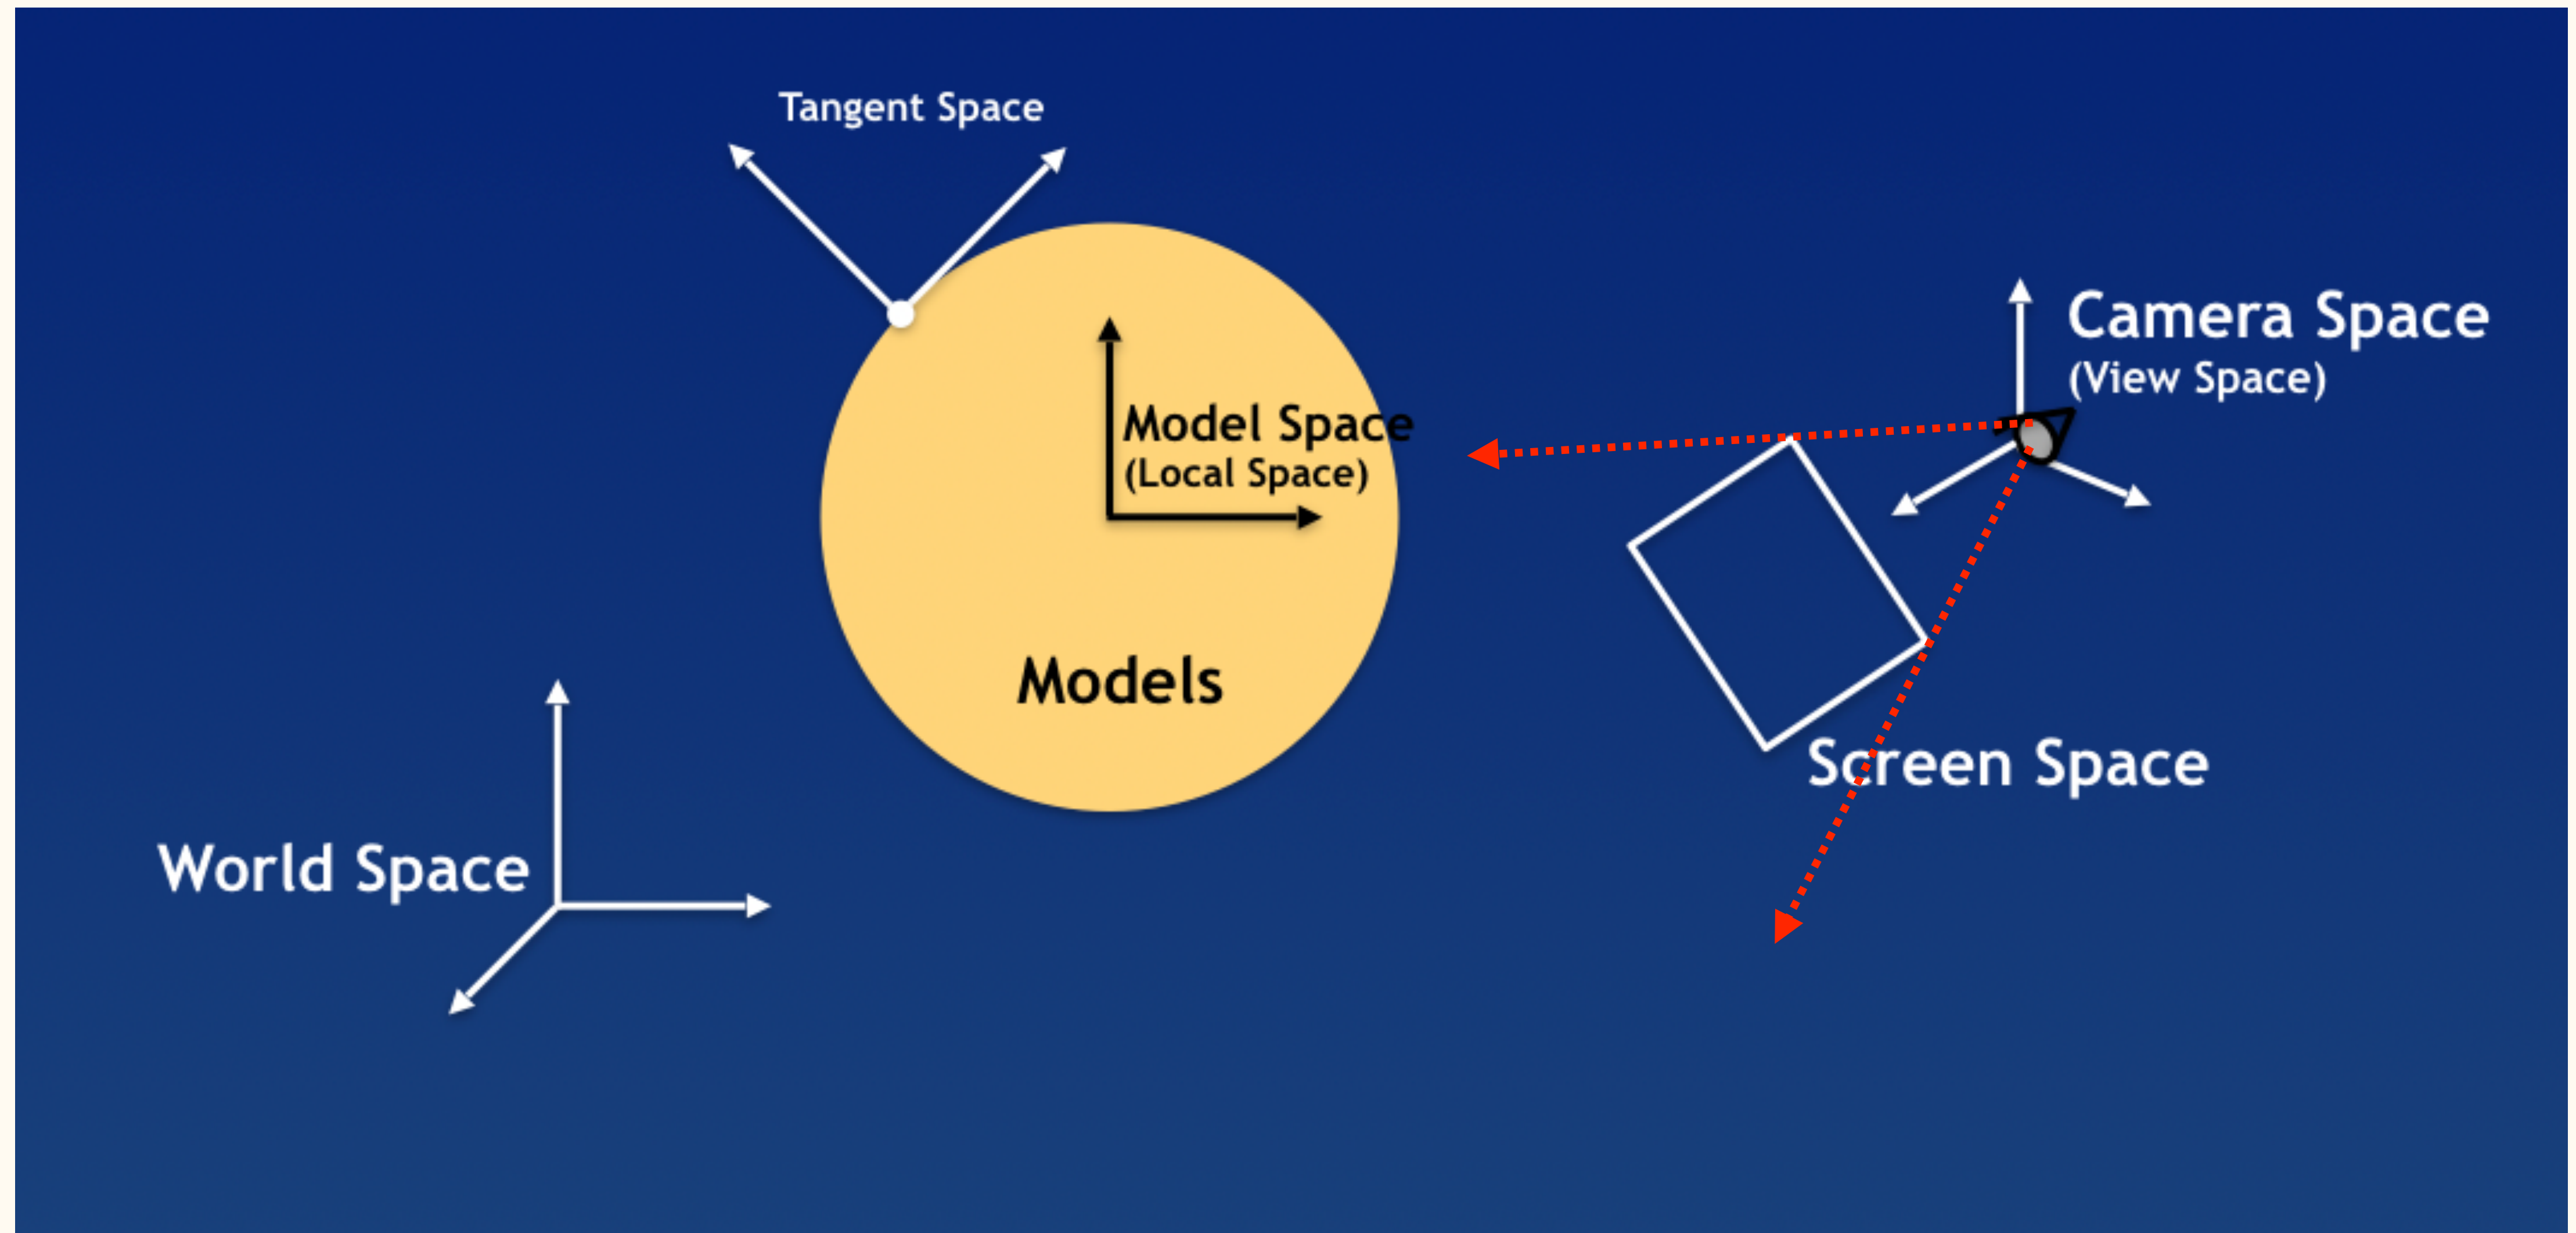 Tangent Space
Camera Space
(View Space)
Model Space
(Local Space)
Models
Screen Space
World Space